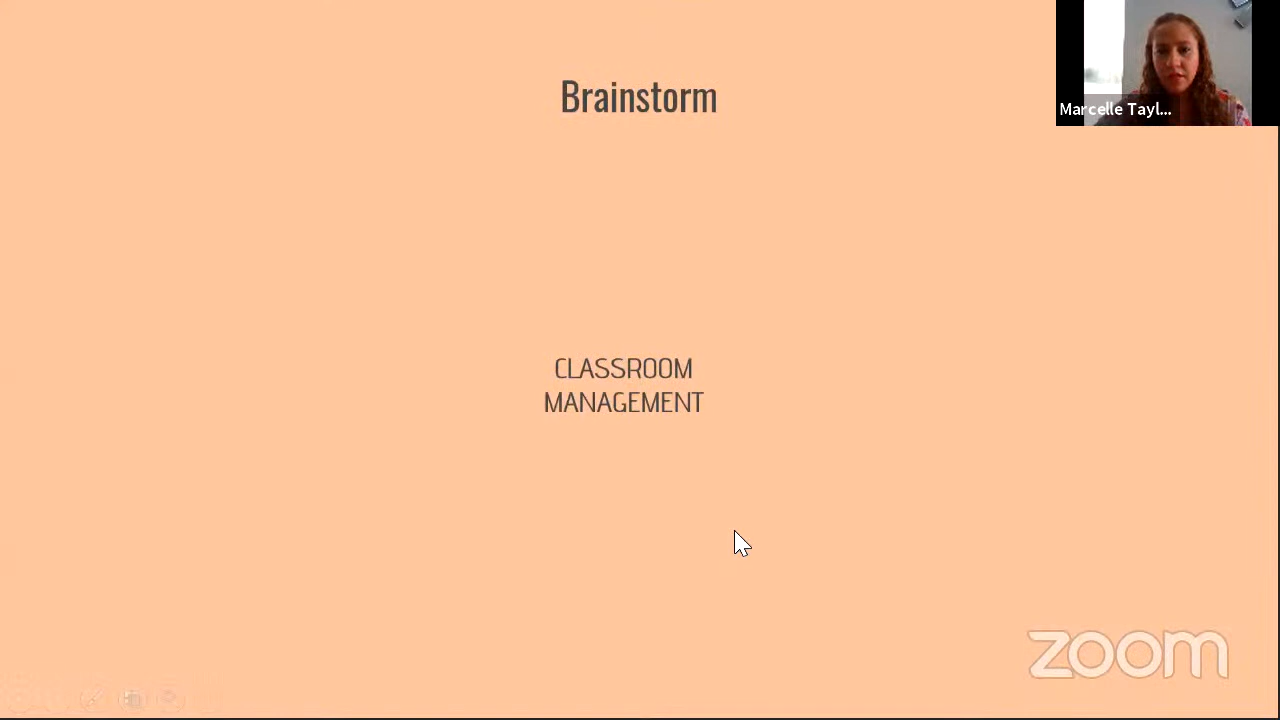 Brainstorm
Marcelle Tayl...
CLASSROOM
MANAGEMENT
zoom